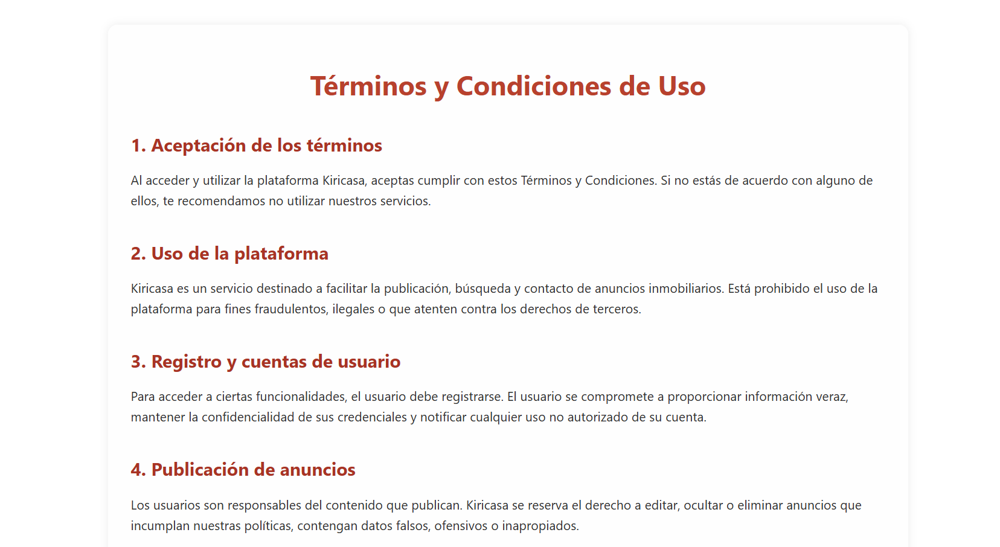 Términos y Condiciones de Uso
1. Aceptación de los términos
Al acceder y utilizar la plataforma Kiricasa, aceptas cumplir con estos Términos y Condiciones. Si no estás de acuerdo con alguno de
ellos, te recomendamos no utilizar nuestros servicios.
2. Uso de la plataforma
Kiricasa es un servicio destinado a facilitar la publicación, búsqueda y contacto de anuncios inmobiliarios. Está prohibido el uso de la
plataforma para fines fraudulentos, ilegales o que atenten contra los derechos de terceros.
3. Registro y cuentas de usuario
Para acceder a ciertas funcionalidades, el usuario debe registrarse. El usuario se compromete a proporcionar información veraz,
mantener la confidencialidad de sus credenciales y notificar cualquier uso no autorizado de su cuenta.
4. Publicación de anuncios
Los usuarios son responsables del contenido que publican. Kiricasa se reserva el derecho a editar, ocultar o eliminar anuncios que
incumplan nuestras políticas, contengan datos falsos, ofensivos o inapropiados.